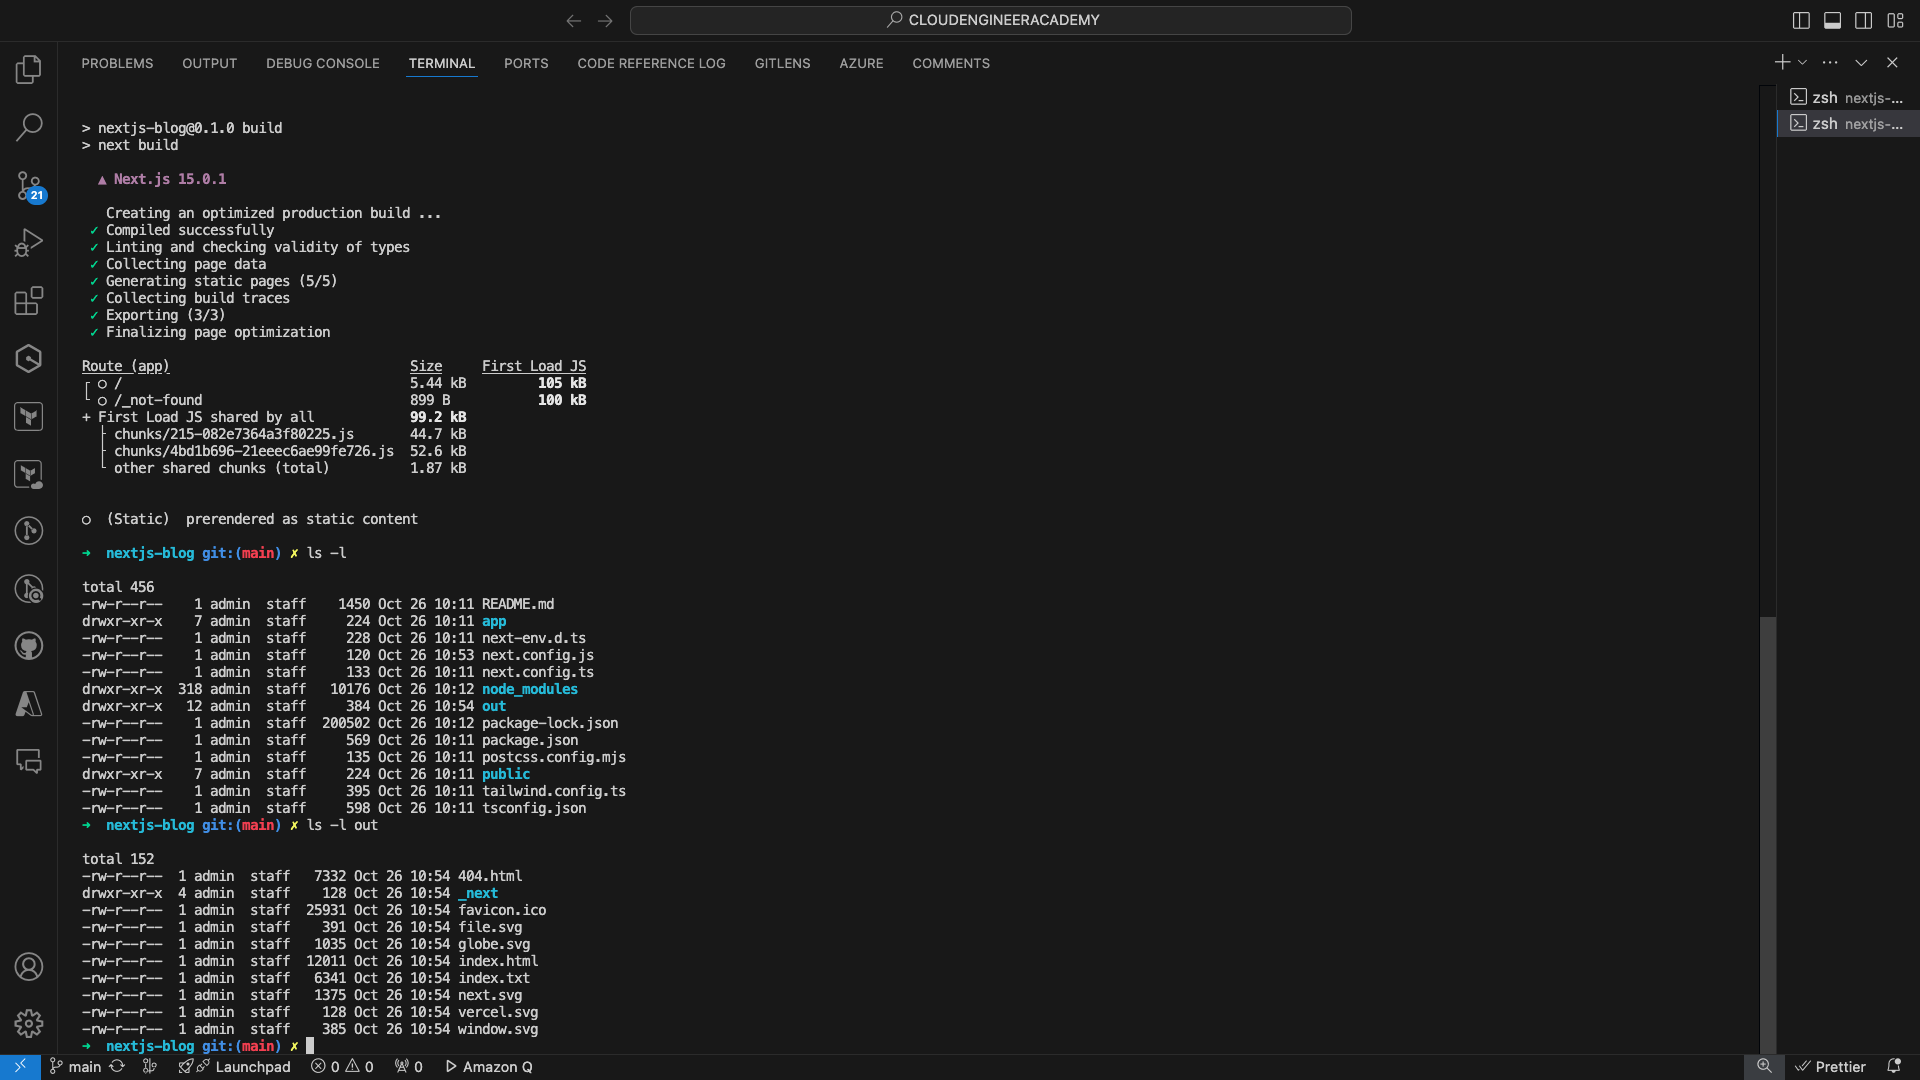 CLOUDENGINEERACADEMY
PROBLEMS OUTPUT DEBUG CONSOLE TERMINAL PORTS CODE REFERENCE LOG GITLENS AZURE COMMENTS
zsh nextjs-...
zsh nextjs-...
21
> nextjs-blog@0.1.0 build
> next build
▲ Next.js 15.0.1
Creating an optimized production build ...
✓ Compiled successfully
✓ Linting and checking validity of types
✓ Collecting page data
✓ Generating static pages (5/5)
✓ Collecting build traces
✓ Exporting (3/3)
✓ Finalizing page optimization
Route (app) Size First Load JS
┌ ○ / 5.44 kB 105 kB
└ ○ /_not-found 899 B 100 kB
+ First Load JS shared by all 99.2 kB
├ chunks/215-082e7364a3f80225.js 44.7 kB
├ chunks/4bd1b696-21eeec6ae99fe726.js 52.6 kB
└ other shared chunks (total) 1.87 kB
○ (Static) prerendered as static content
➜ nextjs-blog git:(main) ✗ ls -l
total 456
-rw-r--r-- 1 admin staff 1450 Oct 26 10:11 README.md
drwxr-xr-x 7 admin staff 224 Oct 26 10:11 app
-rw-r--r-- 1 admin staff 228 Oct 26 10:11 next-env.d.ts
-rw-r--r-- 1 admin staff 120 Oct 26 10:53 next.config.js
-rw-r--r-- 1 admin staff 133 Oct 26 10:11 next.config.ts
drwxr-xr-x 318 admin staff 10176 Oct 26 10:12 node_modules
drwxr-xr-x 12 admin staff 384 Oct 26 10:54 out
-rw-r--r-- 1 admin staff 200502 Oct 26 10:12 package-lock.json
-rw-r--r-- 1 admin staff 569 Oct 26 10:11 package.json
-rw-r--r-- 1 admin staff 135 Oct 26 10:11 postcss.config.mjs
drwxr-xr-x 7 admin staff 224 Oct 26 10:11 public
-rw-r--r-- 1 admin staff 395 Oct 26 10:11 tailwind.config.ts
-rw-r--r-- 1 admin staff 598 Oct 26 10:11 tsconfig.json
➜ nextjs-blog git:(main) ✗ ls -l out
total 152
-rw-r--r-- 1 admin staff 7332 Oct 26 10:54 404.html
drwxr-xr-x 4 admin staff 128 Oct 26 10:54 _next
-rw-r--r-- 1 admin staff 25931 Oct 26 10:54 favicon.ico
-rw-r--r-- 1 admin staff 391 Oct 26 10:54 file.svg
-rw-r--r-- 1 admin staff 1035 Oct 26 10:54 globe.svg
-rw-r--r-- 1 admin staff 12011 Oct 26 10:54 index.html
-rw-r--r-- 1 admin staff 6341 Oct 26 10:54 index.txt
-rw-r--r-- 1 admin staff 1375 Oct 26 10:54 next.svg
-rw-r--r-- 1 admin staff 128 Oct 26 10:54 vercel.svg
-rw-r--r-- 1 admin staff 385 Oct 26 10:54 window.svg
➜ nextjs-blog git:(main) ✗
main Launchpad 0 0 0 Amazon Q Prettier